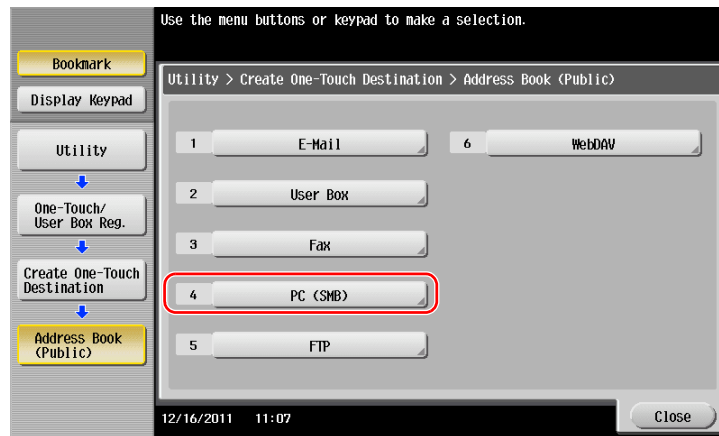 Use the menu buttons or keypad to make a selection.
Bookmark
Display Keypad
Utility
One-Touch/
User Box Reg.
Create One-Touch
Destination
Address Book
(Public)
Utility > Create One-Touch Destination > Address Book (Public)
1 E-Mail
6 WebDAV
2 User Box
3 Fax
4 PC (SMB)
5 FTP
12/16/2011 11:07
Close